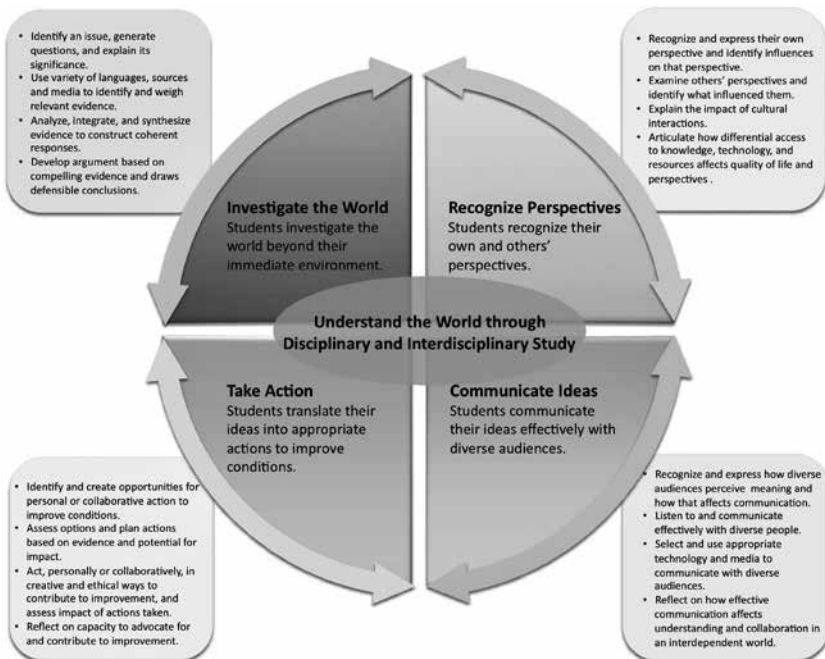 • Identify an issue, generate
questions, and explain its
significance.
• Use variety of languages, sources
and media to identify and weigh
relevant evidence.
• Analyze, integrate, and synthesize
evidence to construct coherent
responses.
• Develop argument based on
compelling evidence and draws
defensible conclusions.
• Recognize and express their own
perspective and identify influences
on that perspective.
• Examine others’ perspectives and
identify what influenced them.
• Explain the impact of cultural
interactions.
• Articulate how differential access
to knowledge, technology, and
resources affects quality of life and
perspectives .
Investigate the World
Students investigate the
world beyond their
immediate environment.
Recognize Perspectives
Students recognize their
own and others’
perspectives.
Understand the World through
Disciplinary and Interdisciplinary Study
Take Action
Students translate their
ideas into appropriate
actions to improve
conditions.
Communicate Ideas
Students communicate
their ideas effectively with
diverse audiences.
• Identify and create opportunities for
personal or collaborative action to
improve conditions.
• Assess options and plan actions
based on evidence and potential for
impact.
• Act, personally or collaboratively, in
creative and ethical ways to
contribute to improvement, and
assess impact of actions taken.
• Reflect on capacity to advocate for
and contribute to improvement.
• Recognize and express how diverse
audiences perceive meaning and
how that affects communication.
• Listen to and communicate
effectively with diverse people.
• Select and use appropriate
technology and media to
communicate with diverse
audiences.
• Reflect on how effective
communication affects
understanding and collaboration in
an interdependent world.